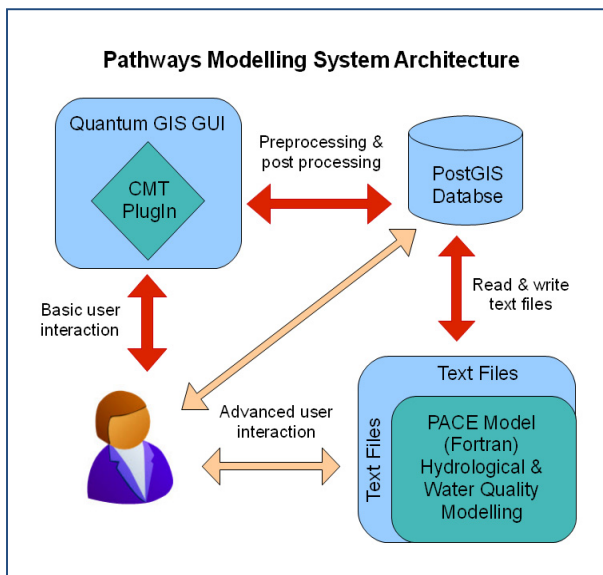 Pathways Modelling System Architecture
Quantum GIS GUI
CMT
PlugIn
Preprocessing &
post processing
PostGIS
Databse
Basic user
interaction
Read & write
text files
Advanced user
interaction
Text Files
Text Files
PACE Model
(Fortran)
Hydrological &
Water Quality
Modelling